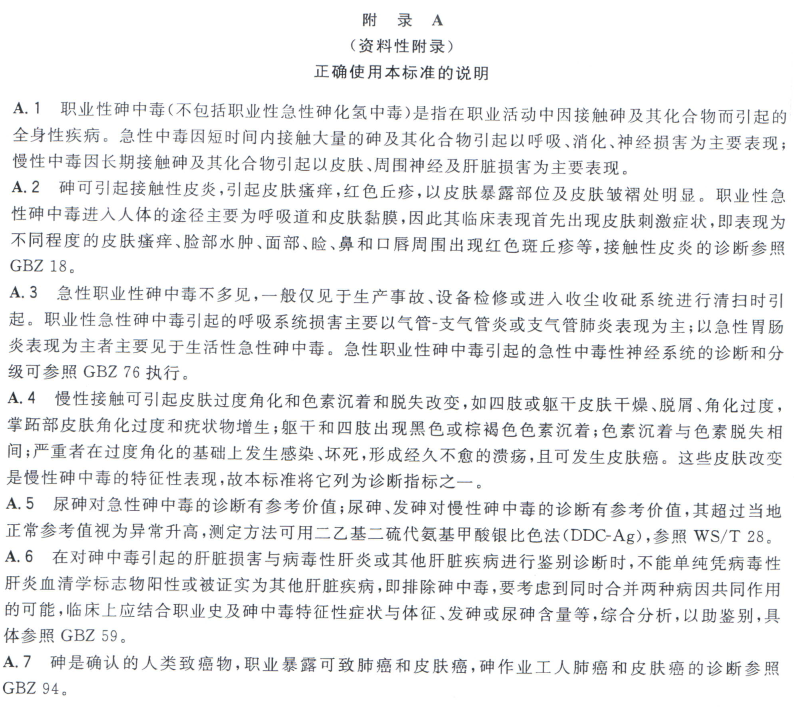 附 录 A
(资料性附录)
正确使用本标准的说明
A.1 职业性砷中毒(不包括职业性急性砷化氢中毒)是指在职业活动中因接触砷及其化合物而引起的
全身性疾病。急性中毒因短时间内接触大量的砷及其化合物引起以呼吸、消化、神经损害为主要表现;
慢性中毒因长期接触砷及其化合物引起以皮肤、周围神经及肝脏损害为主要表现。
A.2 砷可引起接触性皮炎,引起皮肤瘙痒,红色丘疹,以皮肤暴露部位及皮肤皱褶处明显。职业性急
性砷中毒进入人体的途径主要为呼吸道和皮肤黏膜,因此其临床表现首先出现皮肤刺激症状,即表现为
不同程度的皮肤瘙痒、脸部水肿、面部、睑、鼻和口唇周围出现红色斑丘疹等,接触性皮炎的诊断参照
GBZ 18。
A.3 急性职业性砷中毒不多见,一般仅见于生产事故、设备检修或进入收尘收砒系统进行清扫时引
起。职业性急性砷中毒引起的呼吸系统损害主要以气管-支气管炎或支气管肺炎表现为主;以急性胃肠
炎表现为主者主要见于生活性急性砷中毒。急性职业性砷中毒引起的急性中毒性神经系统的诊断和分
级可参照 GBZ 76 执行。
A.4 慢性接触可引起皮肤过度角化和色素沉着和脱失改变,如四肢或躯干皮肤干燥、脱屑、角化过度,
掌跖部皮肤角化过度和疣状物增生;躯干和四肢出现黑色或棕褐色色素沉着;色素沉着与色素脱失相
间;严重者在过度角化的基础上发生感染、坏死,形成经久不愈的溃疡,且可发生皮肤癌。这些皮肤改变
是慢性砷中毒的特征性表现,故本标准将它列为诊断指标之一。
A.5 尿砷对急性砷中毒的诊断有参考价值;尿砷、发砷对慢性砷中毒的诊断有参考价值,其超过当地
正常参考值视为异常升高,测定方法可用二乙基二硫代氨基甲酸银比色法(DDC-Ag),参照 WS/T 28。
A.6 在对砷中毒引起的肝脏损害与病毒性肝炎或其他肝脏疾病进行鉴别诊断时,不能单纯凭病毒性
肝炎血清学标志物阳性或被证实为其他肝脏疾病,即排除砷中毒,要考虑到同时合并两种病因共同作用
的可能,临床上应结合职业史及砷中毒特征性症状与体征、发砷或尿砷含量等,综合分析,以助鉴别,具
体参照 GBZ 59。
A.7 砷是确认的人类致癌物,职业暴露可致肺癌和皮肤癌,砷作业工人肺癌和皮肤癌的诊断参照
GBZ 94。